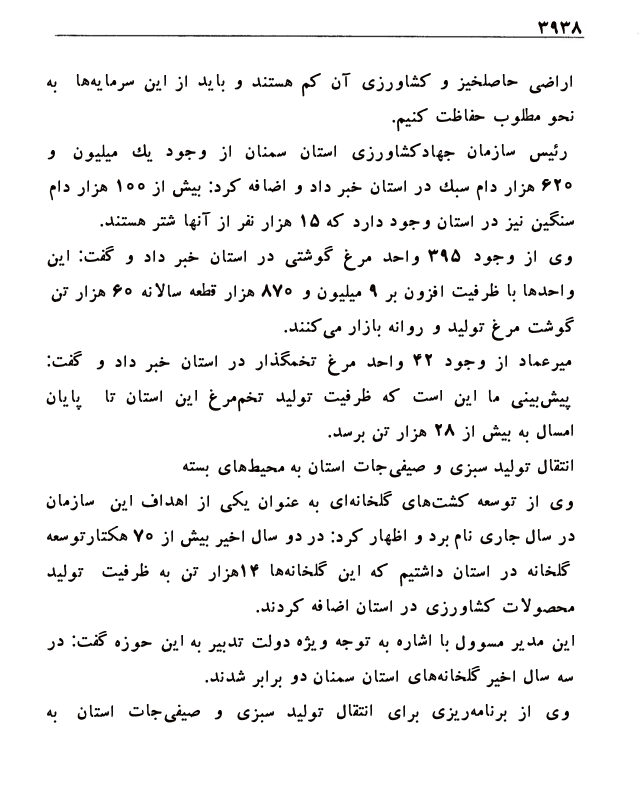 ۳۹۳۸
اراضی حاصلخیز و کشاورزی آن کم هستند و باید از این سرمایه‌ها به
نحو مطلوب حفاظت کنیم.
رئیس سازمان جهادکشاورزی استان سمنان از وجود یك میلیون و
۶۲۰ هزار دام سبك در استان خبر داد و اضافه کرد: بیش از ۱۰۰ هزار دام
سنگین نیز در استان وجود دارد که ۱۵ هزار نفر از آنها شتر هستند.
وی از وجود ۳۹۵ واحد مرغ گوشتی در استان خبر داد و گفت: این
واحدها با ظرفیت افزون بر ۹ میلیون و ۸۷۰ هزار قطعه سالانه ۶۰ هزار تن
گوشت مرغ تولید و روانه بازار می‌کنند.
میرعماد از وجود ۴۲ واحد مرغ تخمگذار در استان خبر داد و گفت:
پیش‌بینی ما این است که ظرفیت تولید تخم‌مرغ این استان تا پایان
امسال به بیش از ۲۸ هزار تن برسد.
انتقال تولید سبزی و صیفی‌جات استان به محیط‌های بسته
وی از توسعه کشت‌های گلخانه‌ای به عنوان یکی از اهداف این سازمان
در سال جاری نام برد و اظهار کرد: در دو سال اخیر بیش از ۷۰ هکتارتوسعه
گلخانه در استان داشتیم که این گلخانه‌ها ۱۴هزار تن به ظرفیت تولید
محصولات کشاورزی در استان اضافه کردند.
این مدیر مسوول با اشاره به توجه ویژه دولت تدبیر به این حوزه گفت: در
سه سال اخیر گلخانه‌های استان سمنان دو برابر شدند.
وی از برنامه‌ریزی برای انتقال تولید سبزی و صیفی‌جات استان به